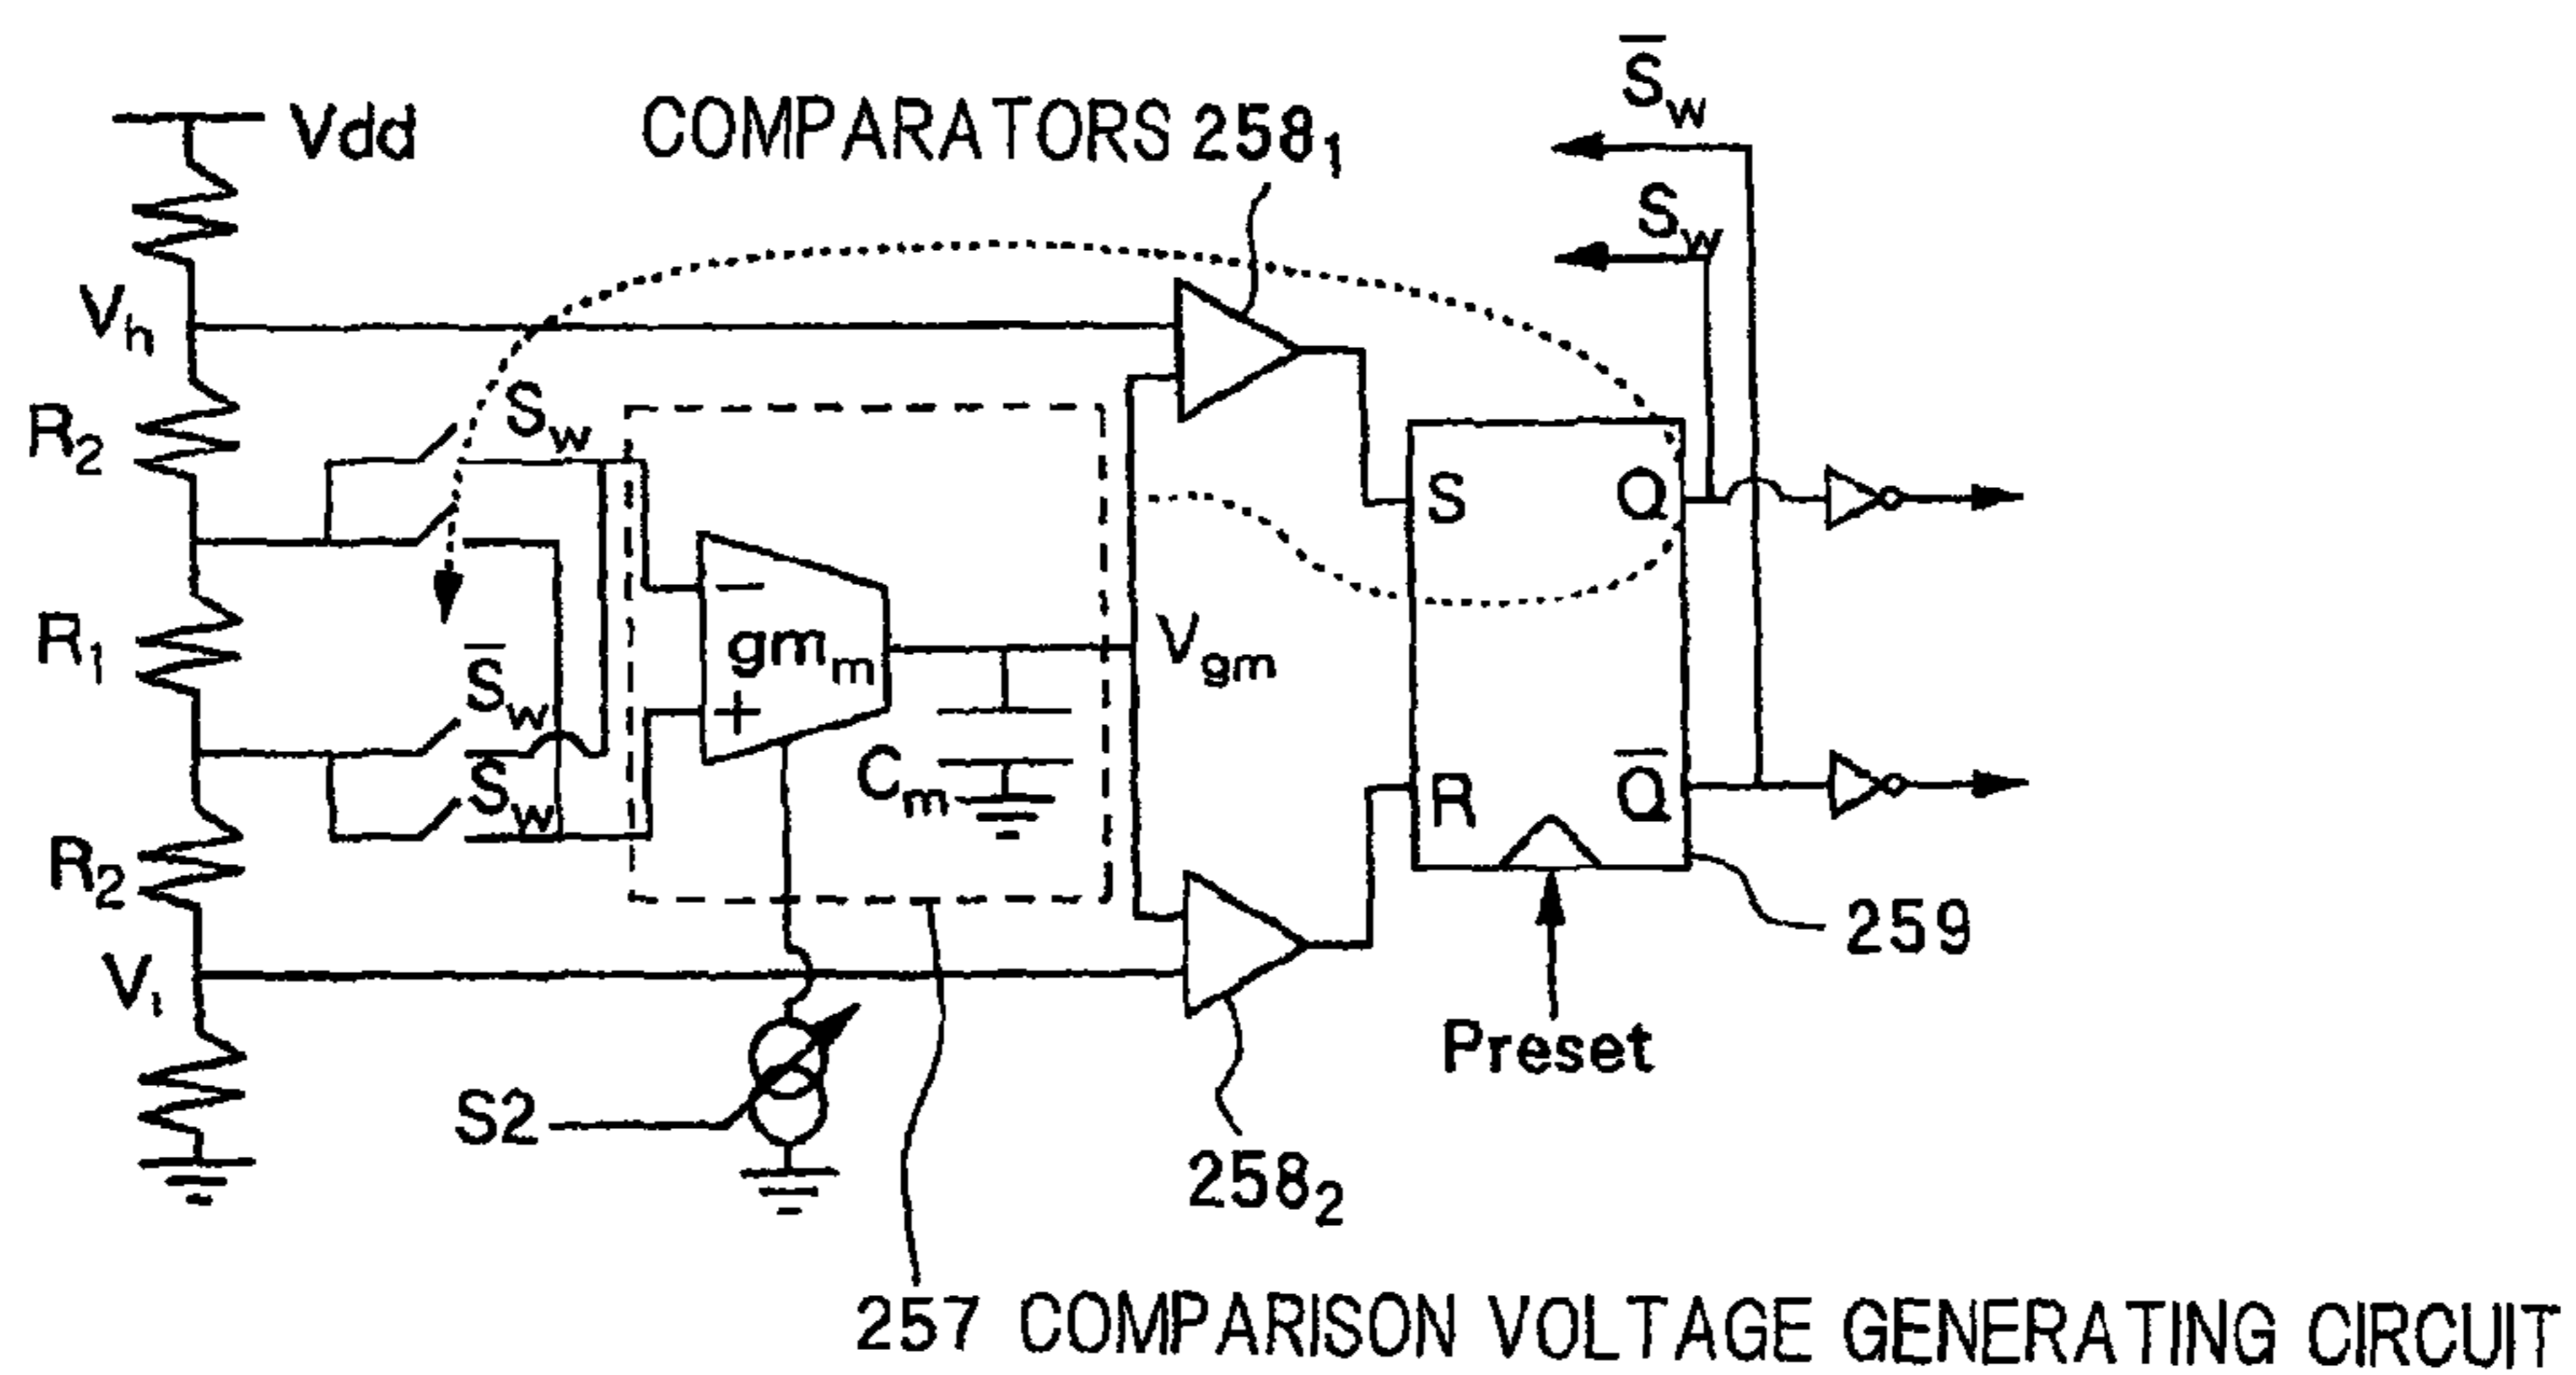 S̅w
Vdd
COMPARATORS 258₁
Sw
Vh
R₂
Sw
S
Q
R₁
gmₘ
−
+
Vgm
S̅w
Cₘ
Sw
R₂
R
Q̅
259
Vl
Preset
S2
258₂
257 COMPARISON VOLTAGE GENERATING CIRCUIT